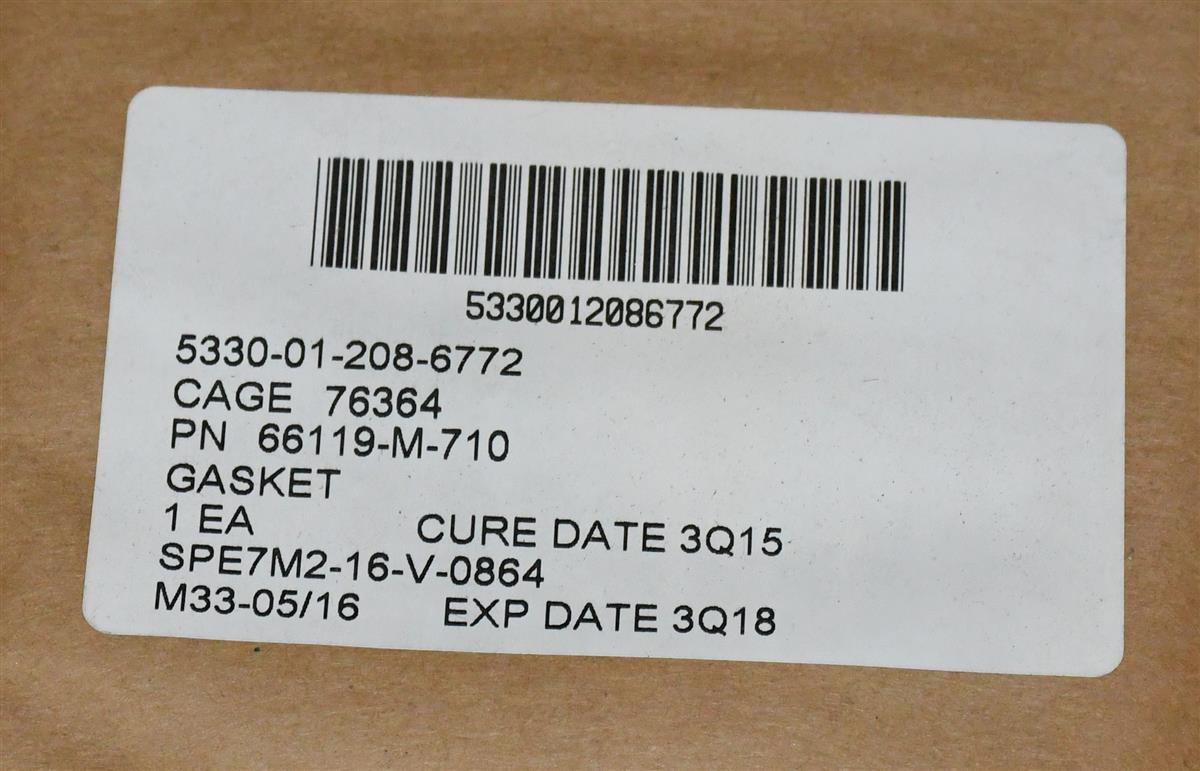 5330012086772
5330-01-208-6772
CAGE 76364
PN 66119-M-710
GASKET
1 EA CURE DATE 3Q15
SPE7M2-16-V-0864
M33-05/16 EXP DATE 3Q18